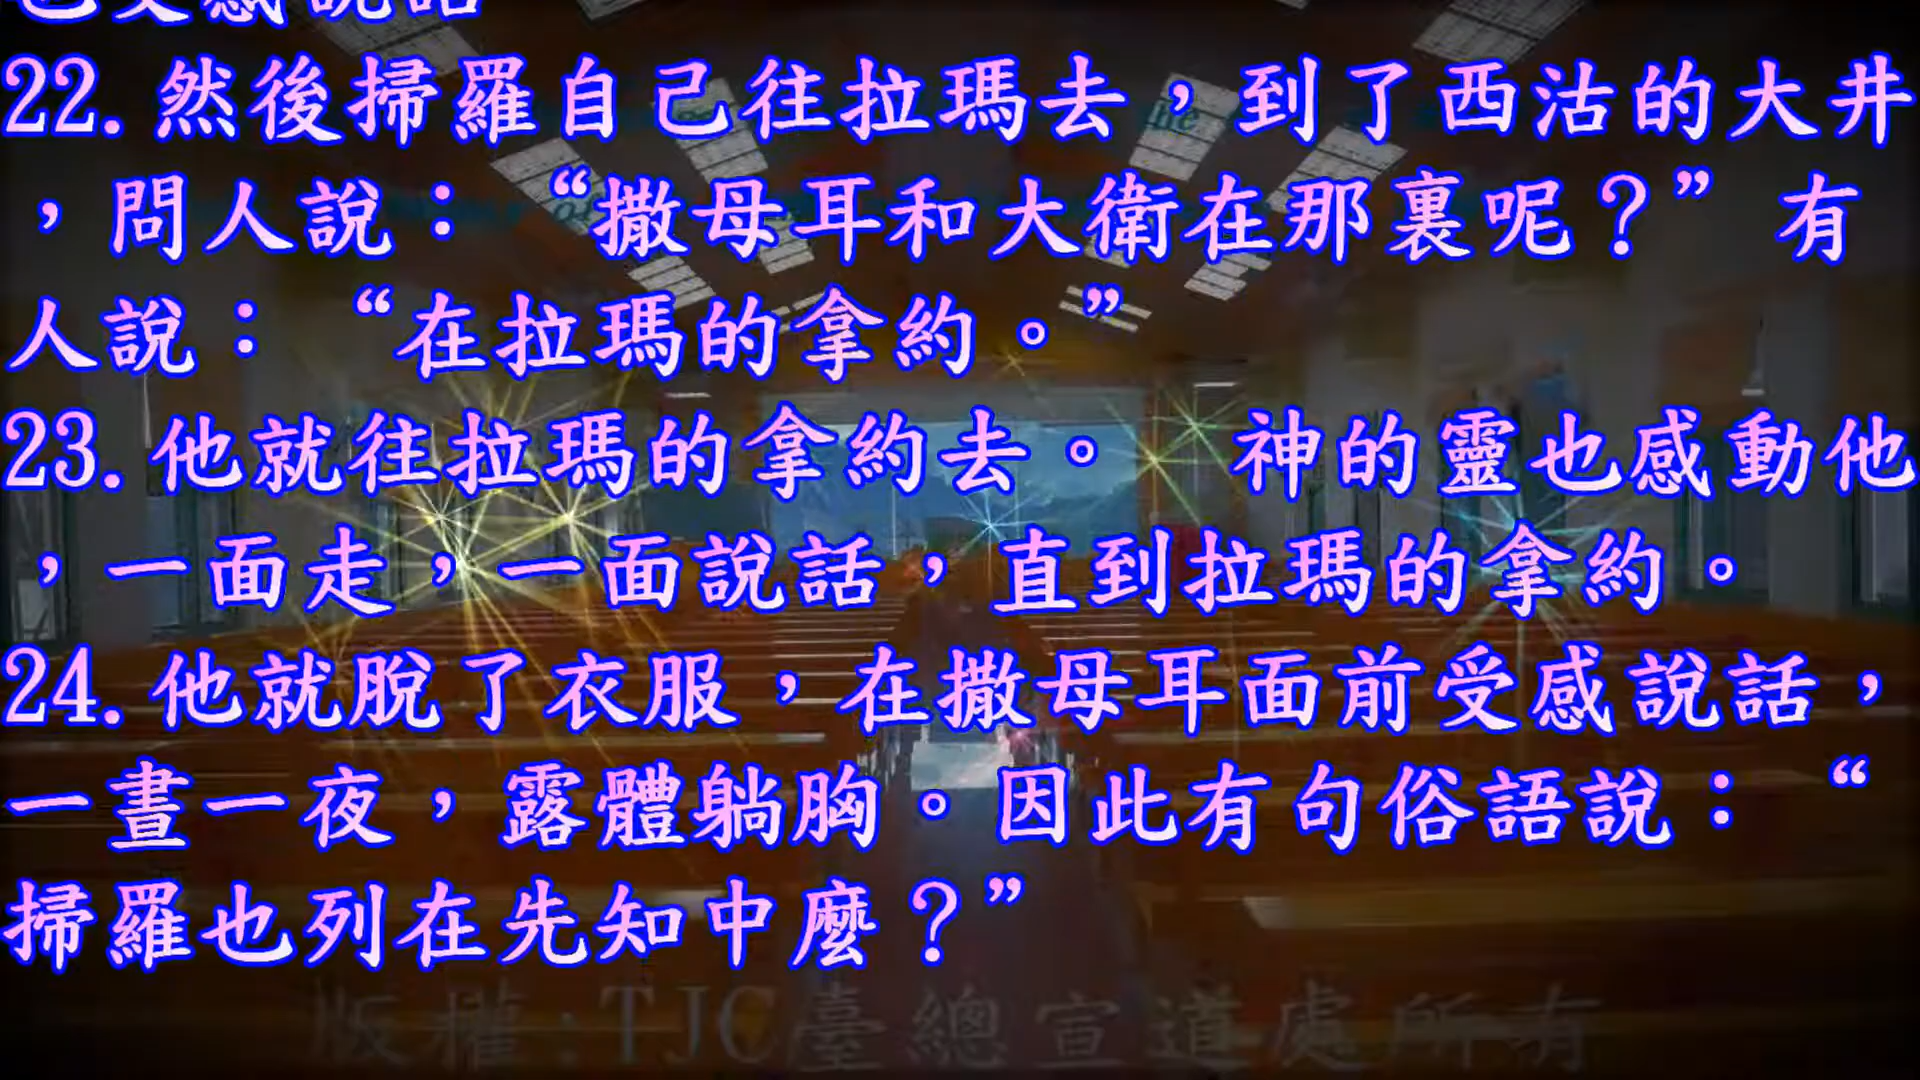 也受感說話
22.然後掃羅自己往拉瑪去，到了西沽的大井
，問人說：“撒母耳和大衛在那裏呢？”有
人說：“在拉瑪的拿約。”
23.他就往拉瑪的拿約去。　神的靈也感動他
，一面走，一面說話，直到拉瑪的拿約。
24.他就脫了衣服，在撒母耳面前受感說話，
一晝一夜，露體躺胸。因此有句俗語說：“
掃羅也列在先知中麼？”
版權:TJC臺總宣道處所有